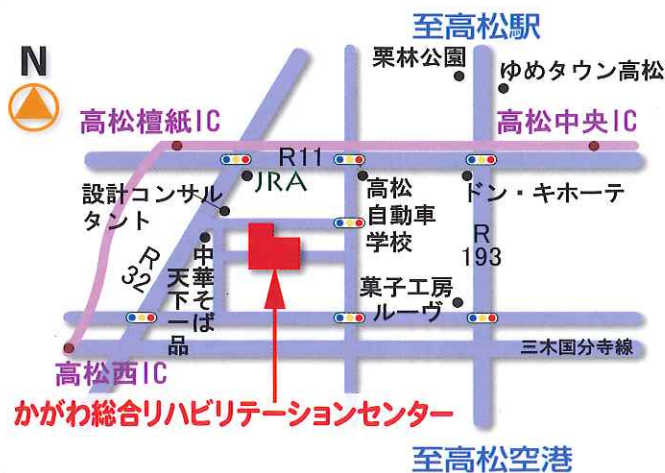 至高松駅
N
栗林公園
ゆめタウン高松
高松檀紙IC
高松中央IC
R11
JRA
設計コンサル
タント
高松
自動車
学校
ドン・キホーテ
R
32
中華そば
天下一品
R
193
菓子工房
ルーヴ
三木国分寺線
高松西IC
かがわ総合リハビリテーションセンター
至高松空港